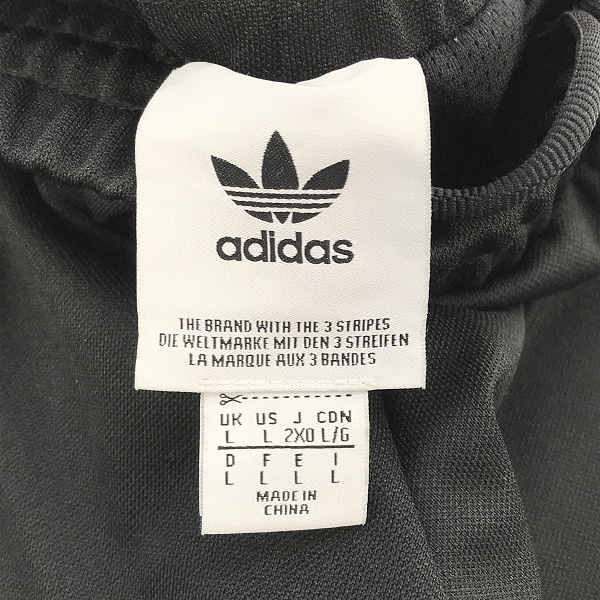 adidas
THE BRAND WITH THE 3 STRIPES
DIE WELTMARKE MIT DEN 3 STREIFEN
LA MARQUE AUX 3 BANDES
UK US J CDN
L L 2XO L/G
D F E I
L L L L
MADE IN
CHINA